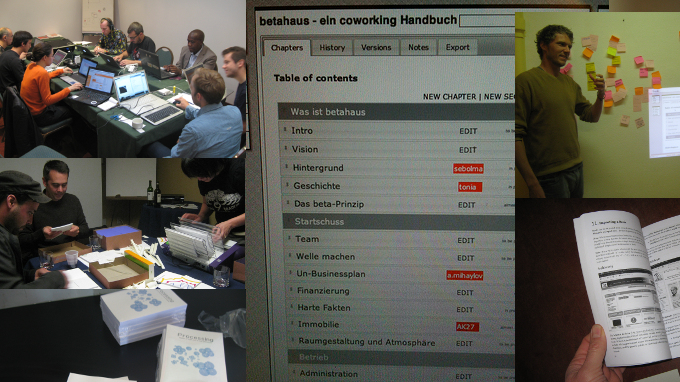 betahaus - ein coworking Handbuch
Chapters History Versions Notes Export
Table of contents
NEW CHAPTER | NEW SEC
Was ist betahaus
Intro EDIT
Vision EDIT
Hintergrund sebolma
Geschichte tonia
Das beta-Prinzip EDIT
Startschuss
Team EDIT
Welle machen EDIT
Un-Businessplan a.mihaylov
Finanzierung EDIT
Harte Fakten EDIT
Immobilie AK27
Raumgestaltung und Atmosphäre EDIT
Betrieb
Administration EDIT